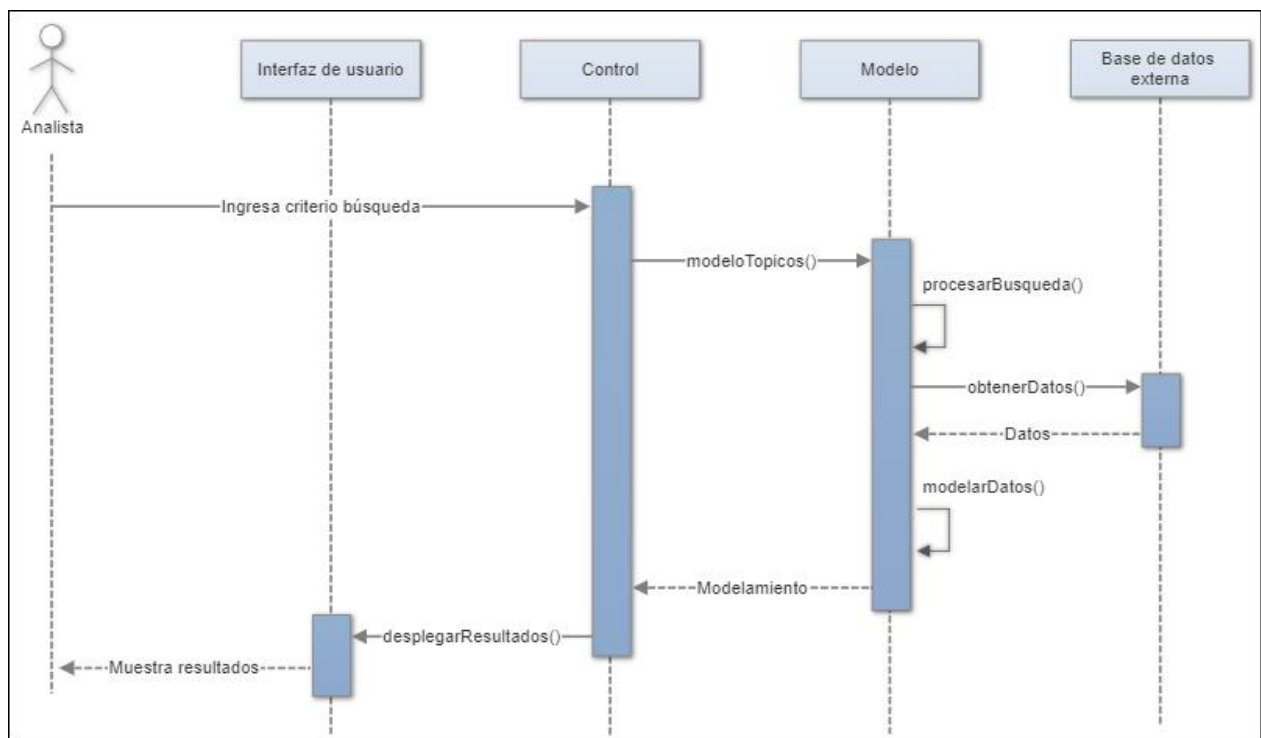 Analista
Interfaz de usuario
Control
Modelo
Base de datos
externa
Ingresa criterio búsqueda
modeloTopicos()
procesarBusqueda()
obtenerDatos()
Datos
modelarDatos()
Modelamiento
desplegarResultados()
Muestra resultados